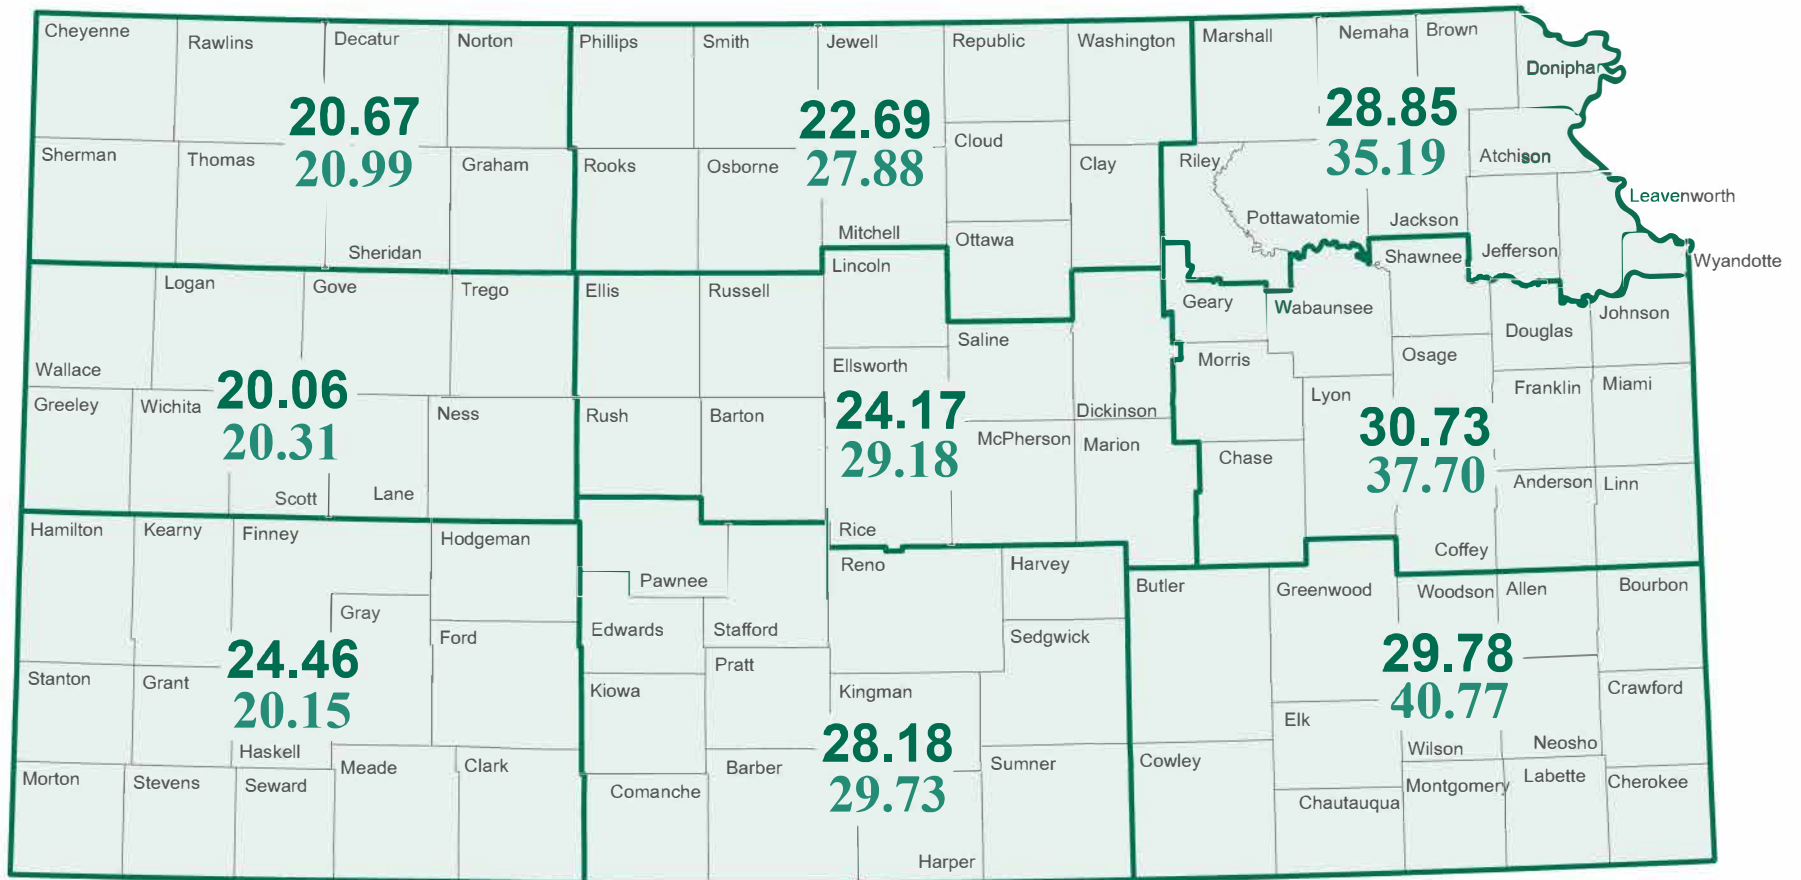 Cheyenne
Rawlins
Decatur
Norton
Phillips
Smith
Jewell
Republic
Washington
Marshall
Nemaha
Brown
Doniphan
20.67
20.99
22.69
27.88
28.85
35.19
Sherman
Thomas
Graham
Rooks
Osborne
Cloud
Clay
Riley
Atchison
Leavenworth
Sheridan
Mitchell
Ottawa
Pottawatomie
Jackson
Jefferson
Wyandotte
Logan
Gove
Trego
Ellis
Russell
Lincoln
Geary
Wabaunsee
Shawnee
Douglas
Johnson
Wallace
Saline
Ellsworth
Morris
Osage
Franklin
Miami
Greeley
Wichita
20.06
20.31
Ness
Rush
Barton
24.17
29.18
McPherson
Dickinson
Marion
Lyon
30.73
37.70
Chase
Anderson
Linn
Scott
Lane
Rice
Coffey
Hamilton
Kearny
Finney
Hodgeman
Pawnee
Reno
Harvey
Butler
Greenwood
Woodson
Allen
Bourbon
Gray
Ford
Edwards
Stafford
Sedgwick
24.46
20.15
29.78
40.77
Stanton
Grant
Kiowa
Pratt
Kingman
Crawford
Haskell
28.18
29.73
Elk
Wilson
Neosho
Morton
Stevens
Seward
Meade
Clark
Comanche
Barber
Sumner
Cowley
Chautauqua
Montgomery
Labette
Cherokee
Harper